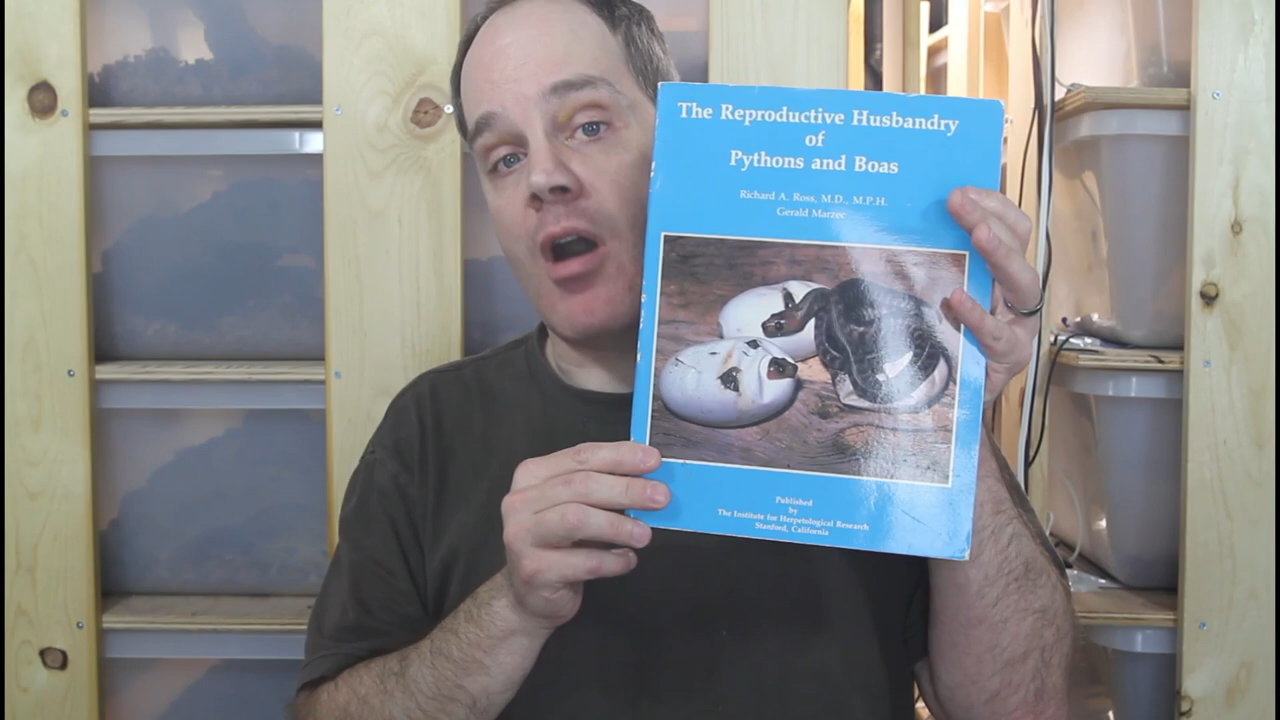 The Reproductive Husbandry
of
Pythons and Boas
Richard A. Ross, M.D., M.P.H.
Gerald Marzec
Published
by
The Institute for Herpetological Research
Stanford, California